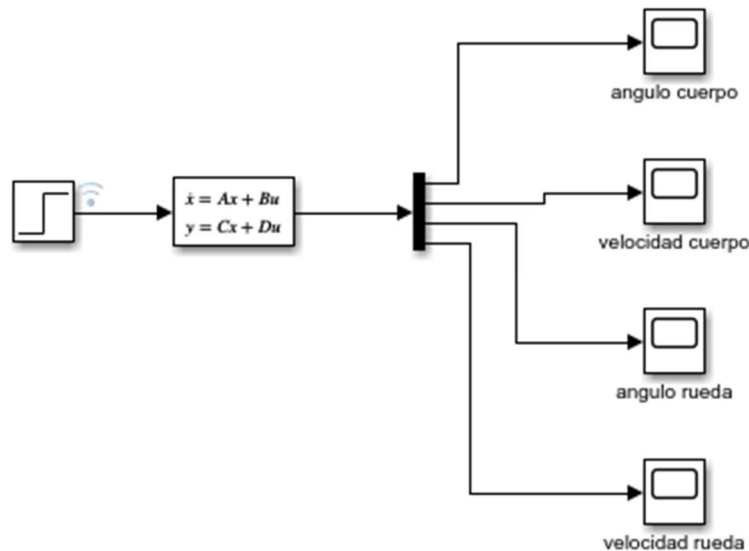 angulo cuerpo
ẋ = Ax + Bu
y = Cx + Du
velocidad cuerpo
angulo rueda
velocidad rueda